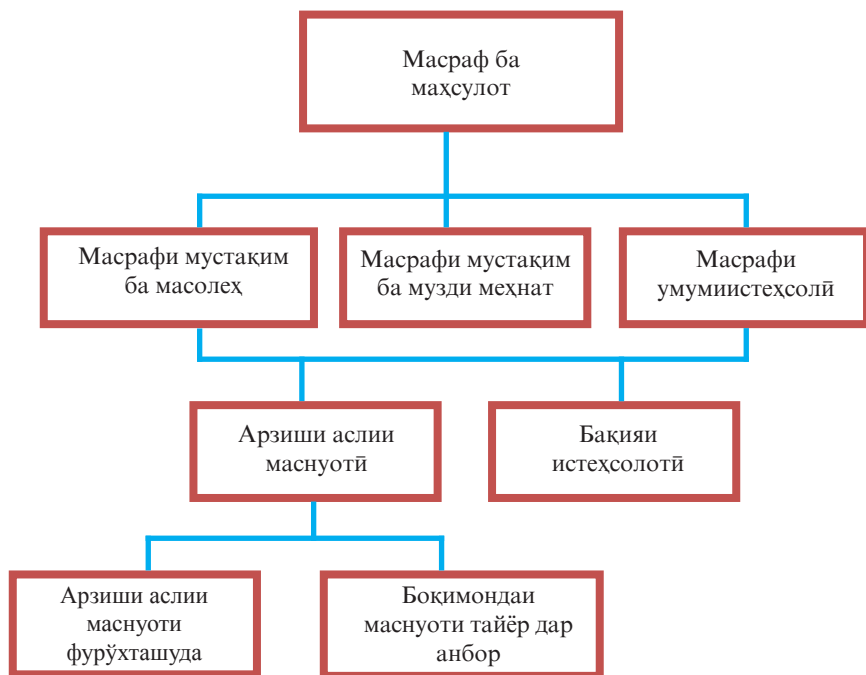 Масраф ба
маҳсулот
Масрафи мустақим
ба масолеҳ
Масрафи мустақим
ба музди меҳнат
Масрафи
умумиистеҳсолӣ
Арзиши аслии
маснуотӣ
Бақияи
истеҳсолотӣ
Арзиши аслии
маснуоти
фурӯхташуда
Боқимондаи
маснуоти тайёр дар
анбор